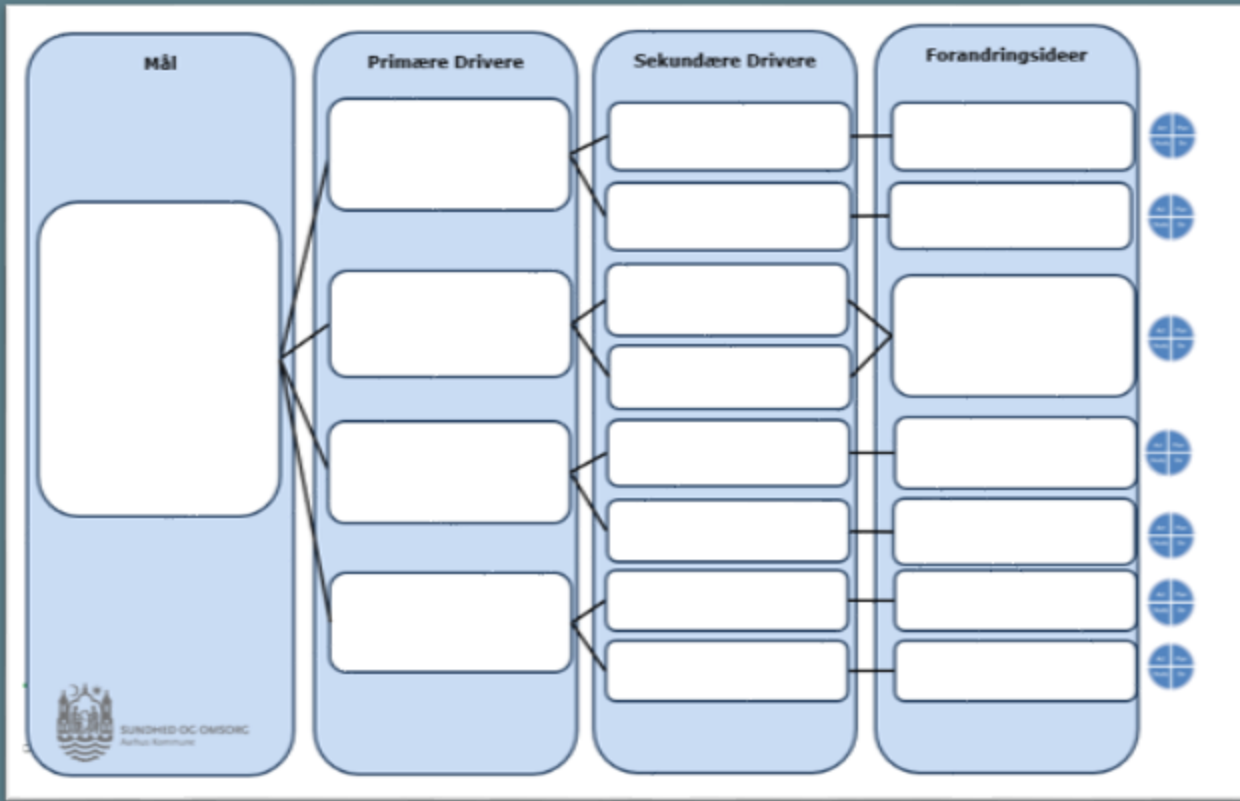 Mål
Primære Drivere
Sekundære Drivere
Forandringsideer
SUNDHED OG OMSORG
Aarhus Kommune